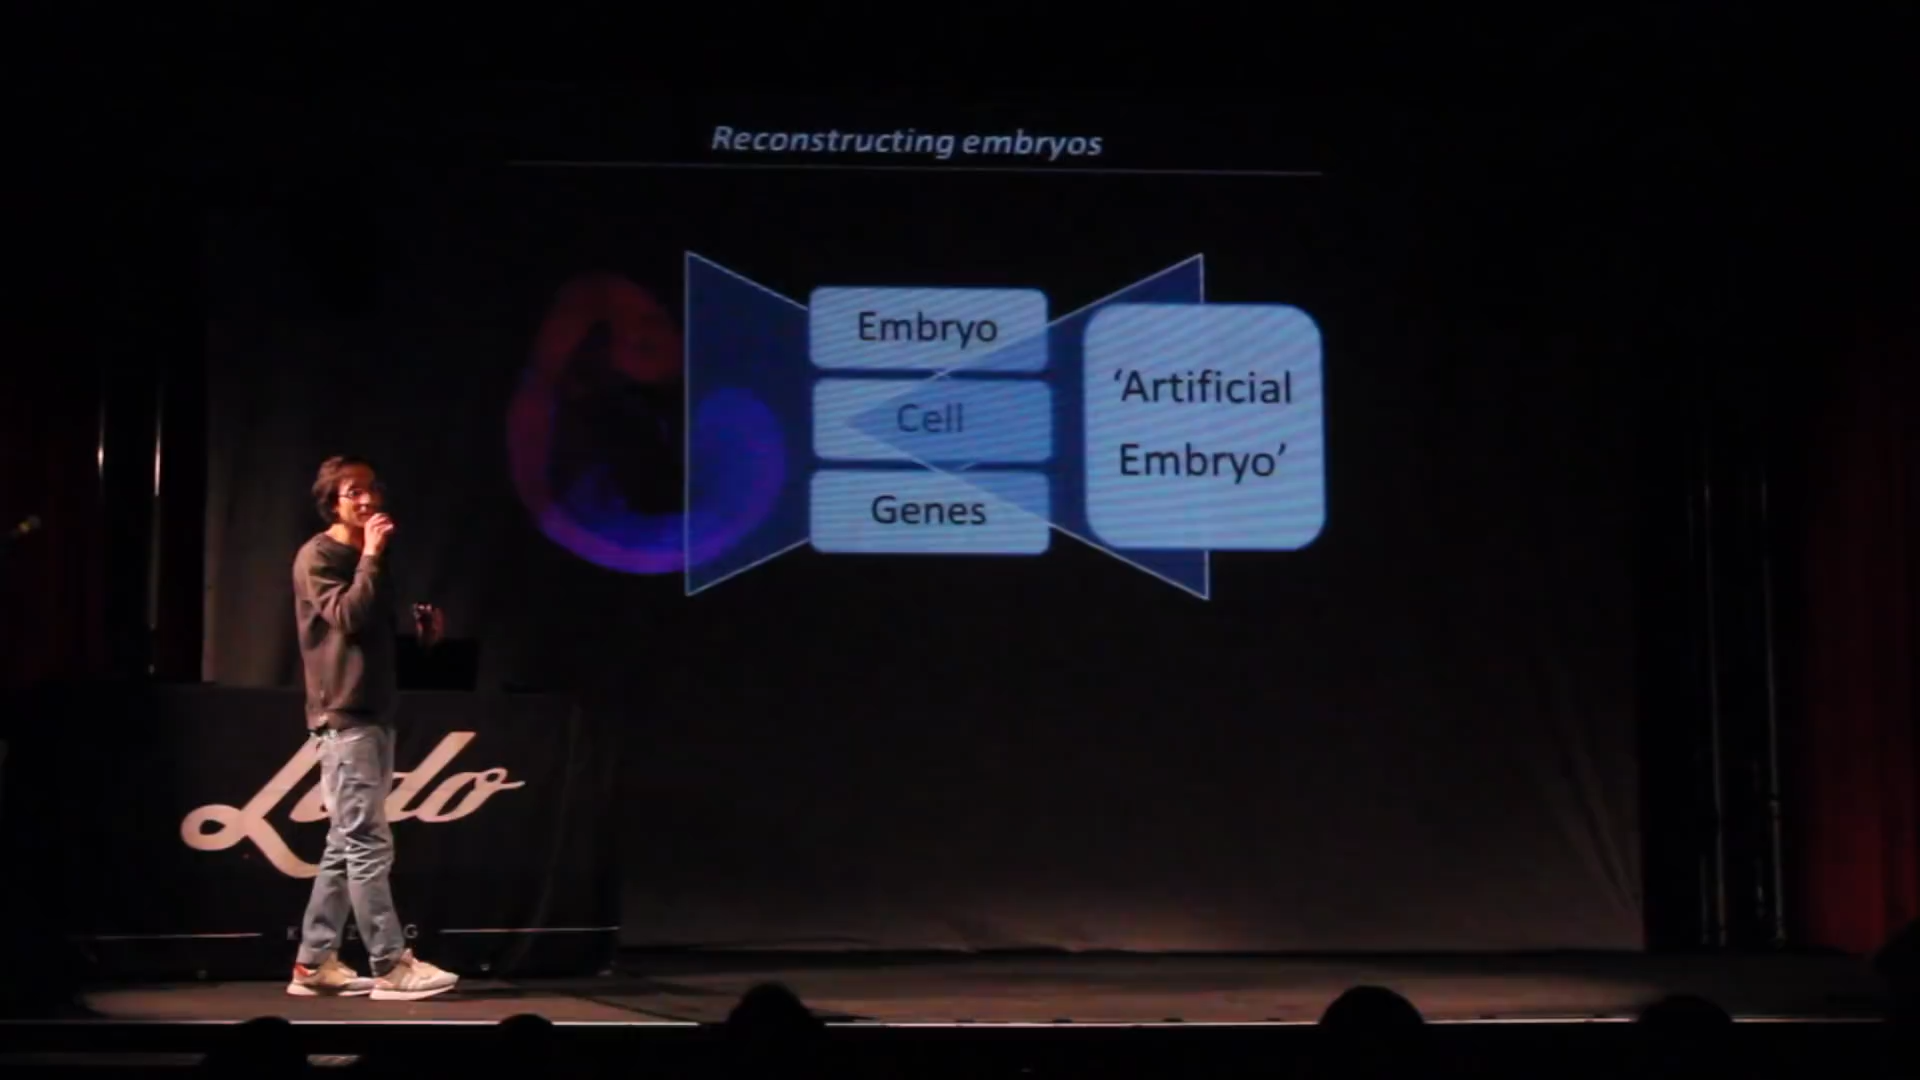 Reconstructing embryos
Embryo
Cell
Genes
‘Artificial
Embryo’
Lido